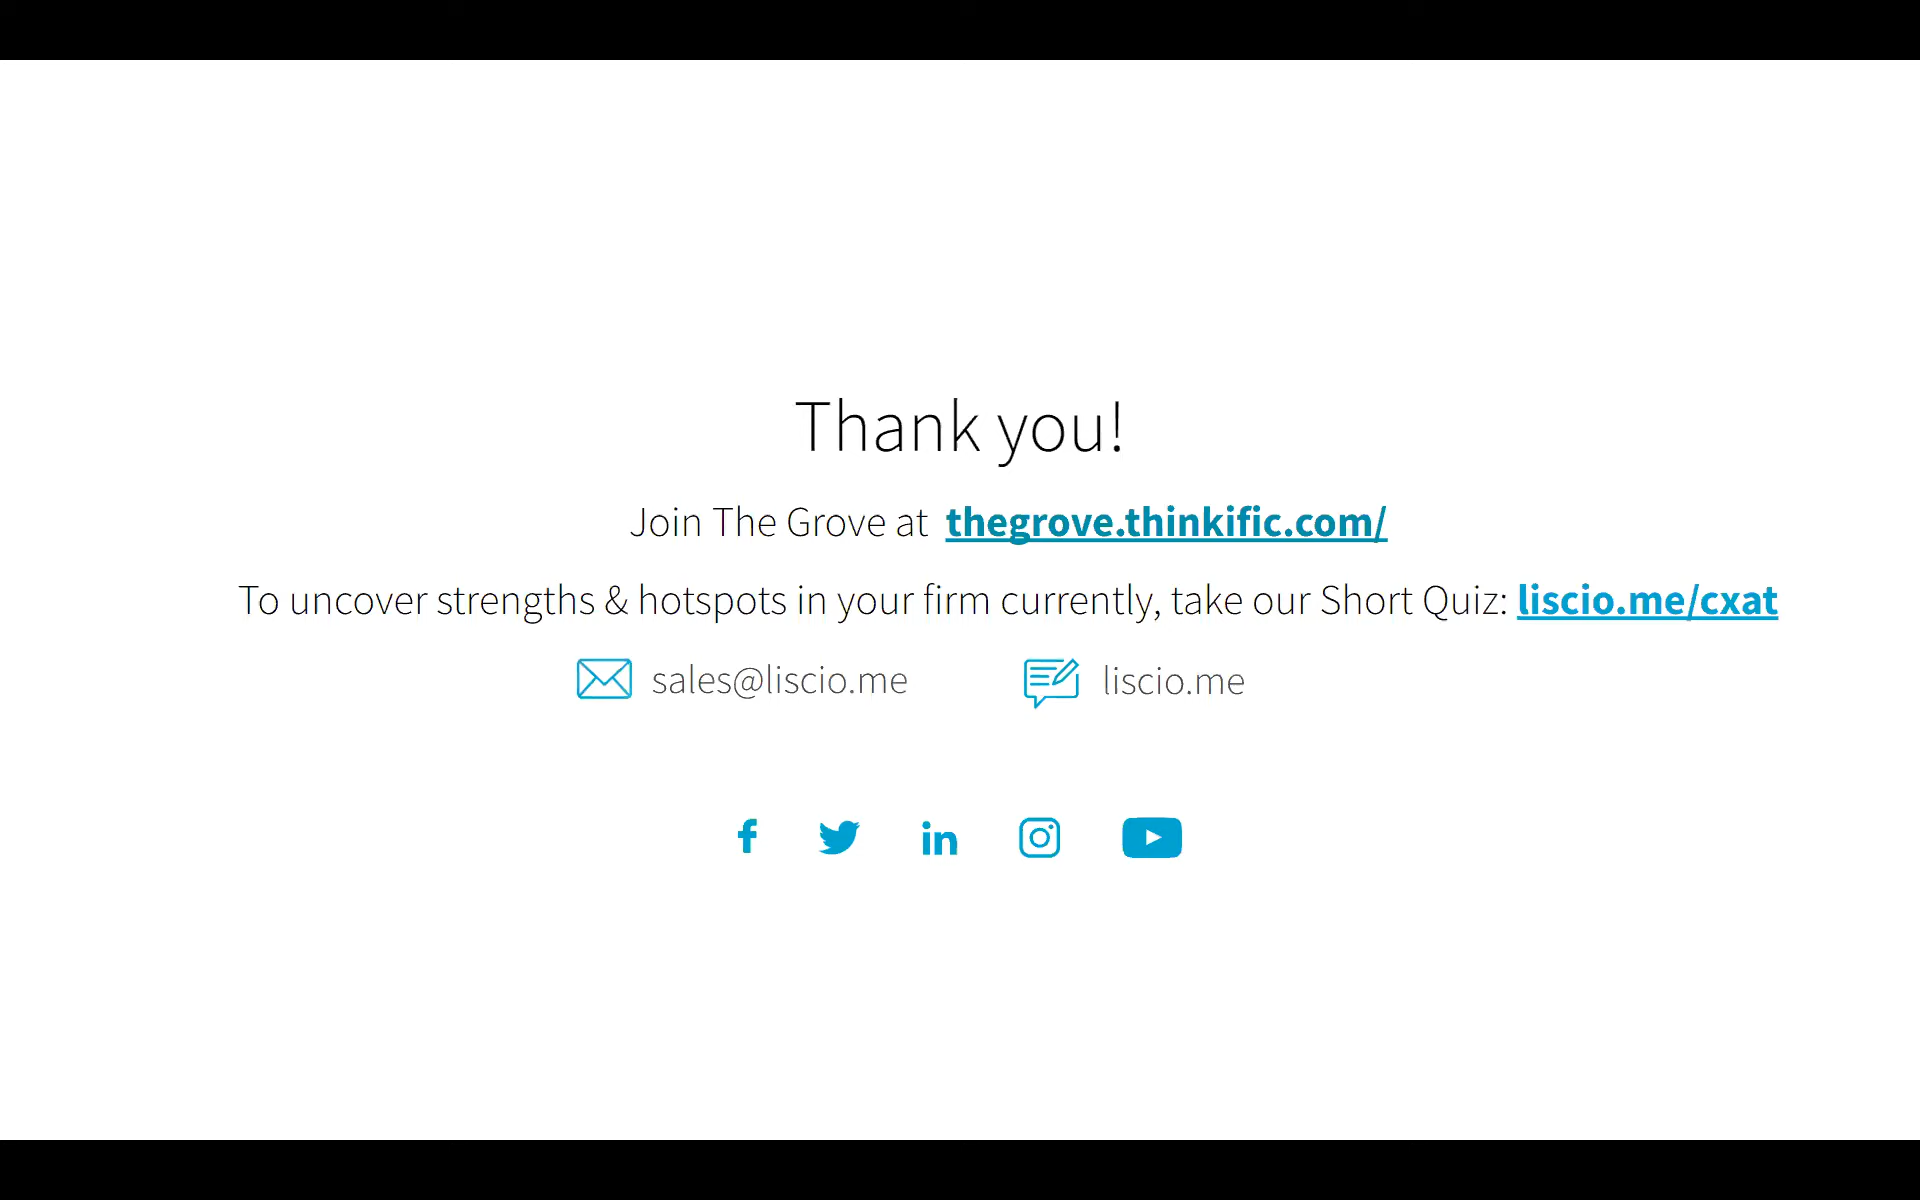 Thank you!
Join The Grove at thegrove.thinkific.com/
To uncover strengths & hotspots in your firm currently, take our Short Quiz: liscio.me/cxat
sales@liscio.me liscio.me